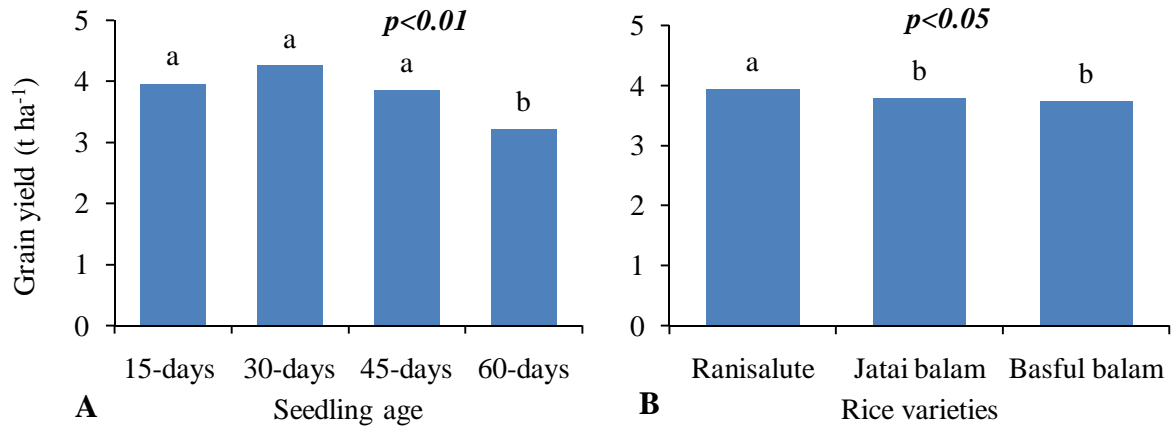 Grain yield (t ha⁻¹)
5
4
3
2
1
0
p<0.01
a
a
a
b
15-days 30-days 45-days 60-days
A Seedling age
5
4
3
2
1
0
p<0.05
a
b
b
Ranisalute Jatai balam Basful balam
B Rice varieties